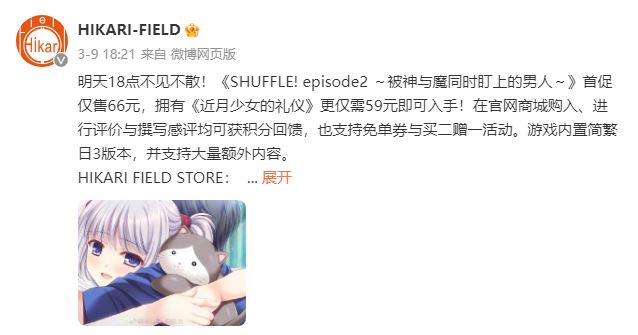 Hikari
HIKARI-FIELD
V
3-9 18:21 来自 微博网页版
明天18点不见不散！《SHUFFLE! episode2 ～被神与魔同时盯上的男人～》首促
仅售66元，拥有《近月少女的礼仪》更仅需59元即可入手！在官网商城购入、进
行评价与撰写感评均可获积分回馈，也支持免单券与买二赠一活动。游戏内置简繁
日3版本，并支持大量额外内容。
HIKARI FIELD STORE： ... 展开